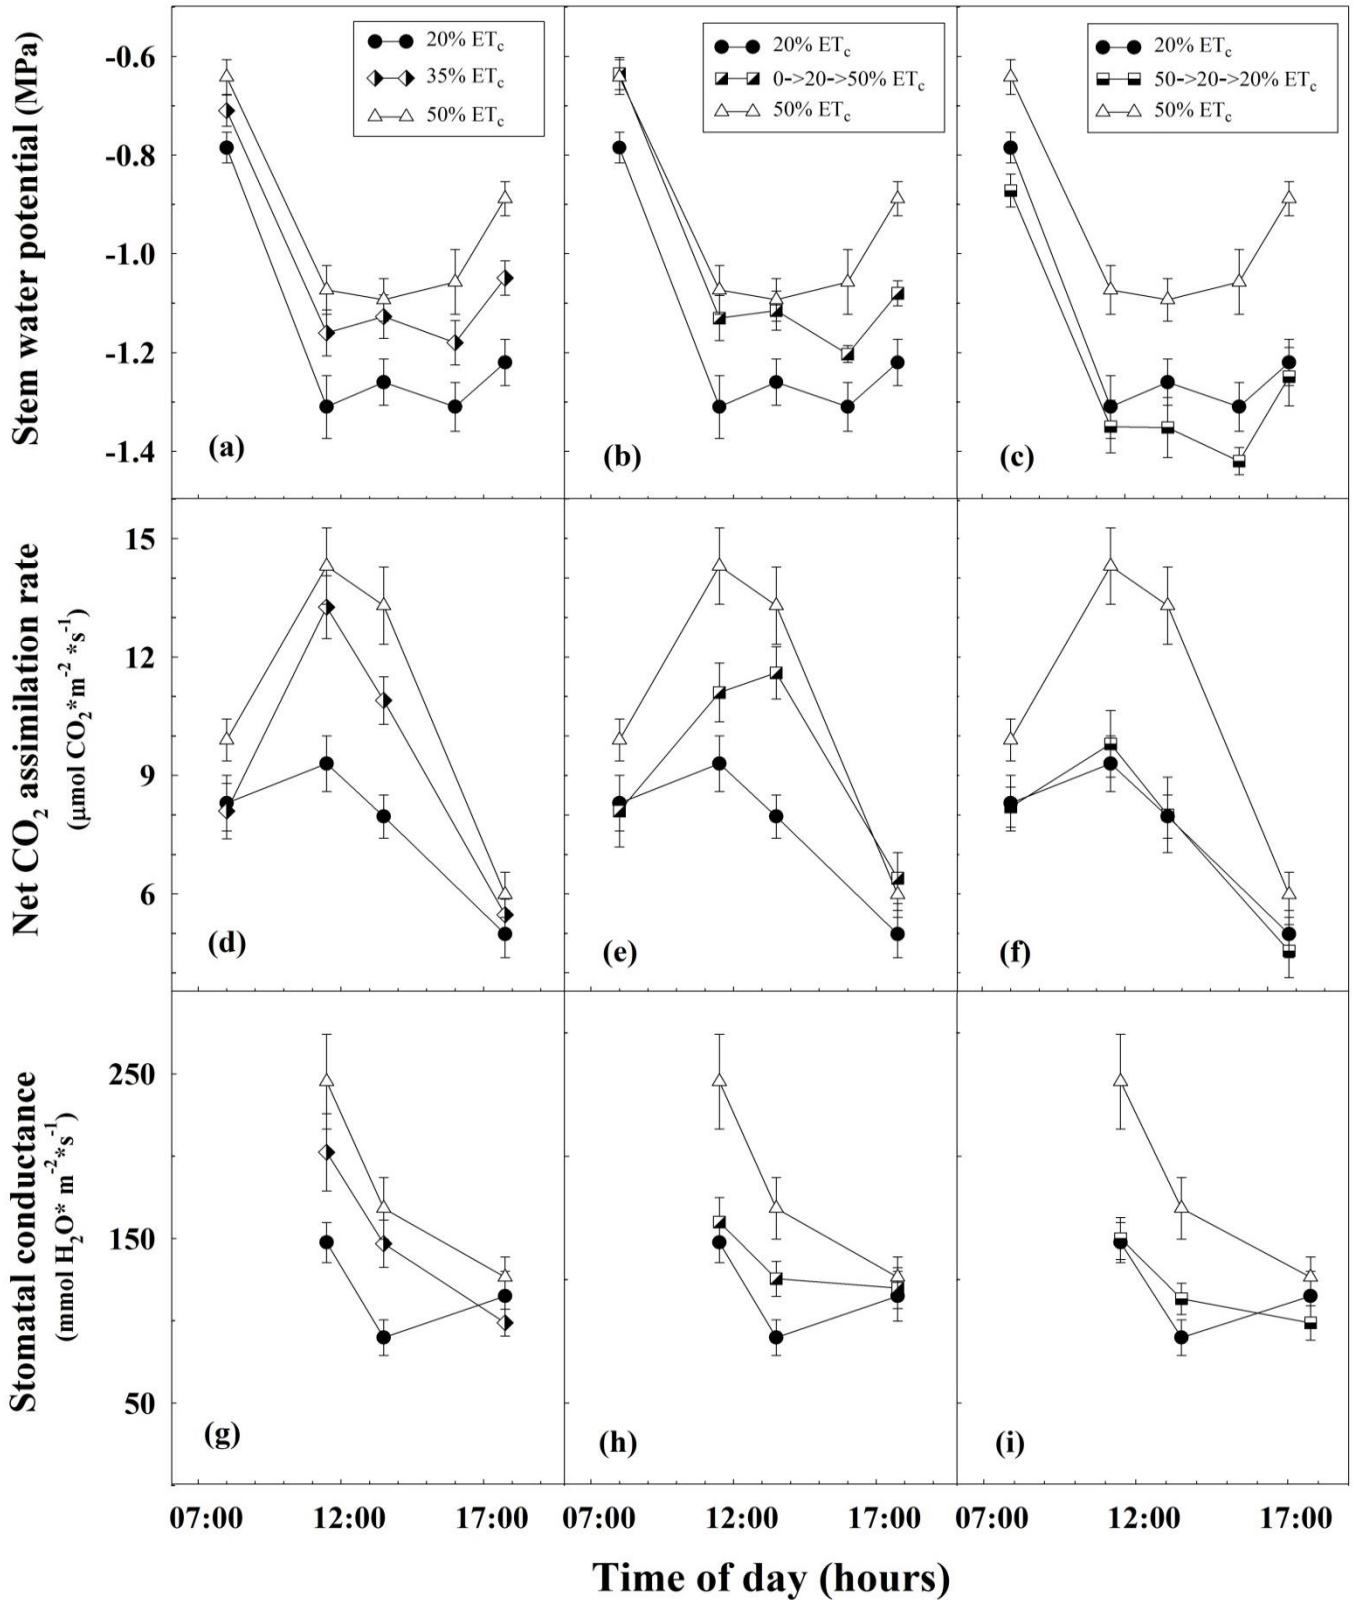 Stem water potential (MPa)
-0.6
-0.8
-1.0
-1.2
-1.4
20% ETc
35% ETc
50% ETc
(a)
20% ETc
0->20->50% ETc
50% ETc
(b)
20% ETc
50->20->20% ETc
50% ETc
(c)
Net CO2 assimilation rate
(μmol CO2*m-2 *s-1)
15
12
9
6
(d)
(e)
(f)
Stomatal conductance
(mmol H2O* m-2*s-1)
250
150
50
(g)
(h)
(i)
07:00 12:00 17:00 07:00 12:00 17:00 07:00 12:00 17:00
Time of day (hours)